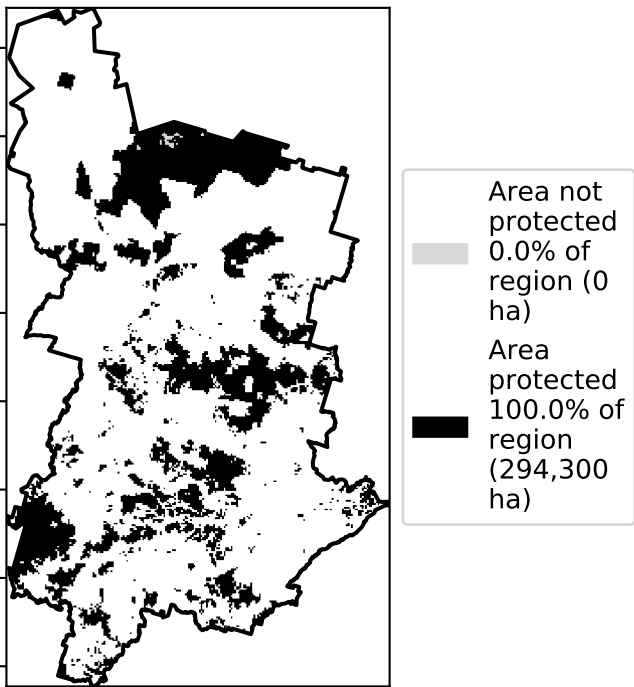 Area not
protected
0.0% of
region (0
ha)
Area
protected
100.0% of
region
(294,300
ha)